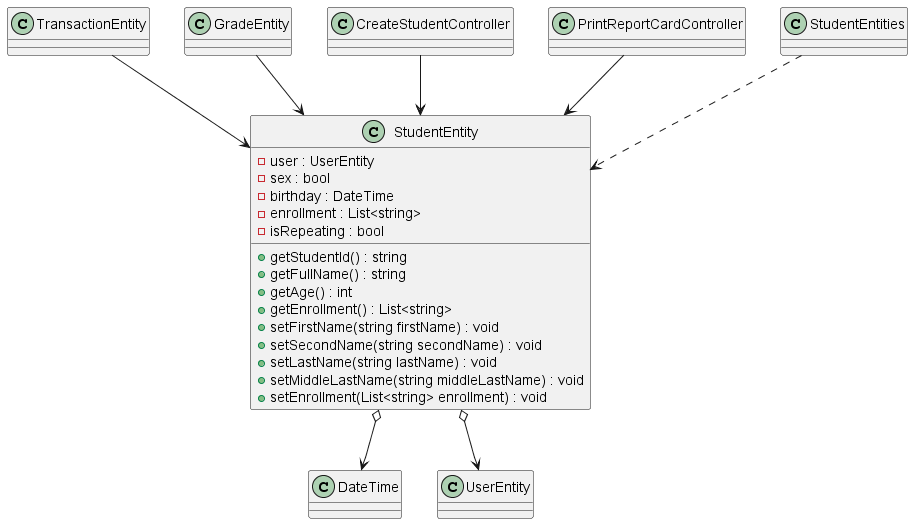 C TransactionEntity
C GradeEntity
C CreateStudentController
C PrintReportCardController
C StudentEntities
C StudentEntity
user : UserEntity
sex : bool
birthday : DateTime
enrollment : List<string>
isRepeating : bool
getStudentId() : string
getFullName() : string
getAge() : int
getEnrollment() : List<string>
setFirstName(string firstName) : void
setSecondName(string secondName) : void
setLastName(string lastName) : void
setMiddleLastName(string middleLastName) : void
setEnrollment(List<string> enrollment) : void
C DateTime
C UserEntity